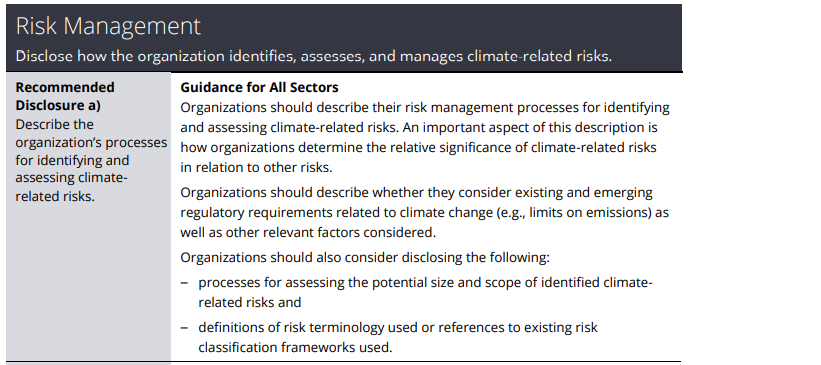 Risk Management
Disclose how the organization identifies, assesses, and manages climate-related risks.
Recommended
Disclosure a)
Describe the
organization's processes
for identifying and
assessing climate-
related risks.
Guidance for All Sectors
Organizations should describe their risk management processes for identifying
and assessing climate-related risks. An important aspect of this description is
how organizations determine the relative significance of climate-related risks
in relation to other risks.
Organizations should describe whether they consider existing and emerging
regulatory requirements related to climate change (e.g., limits on emissions) as
well as other relevant factors considered.
Organizations should also consider disclosing the following:
– processes for assessing the potential size and scope of identified climate-
related risks and
– definitions of risk terminology used or references to existing risk
classification frameworks used.